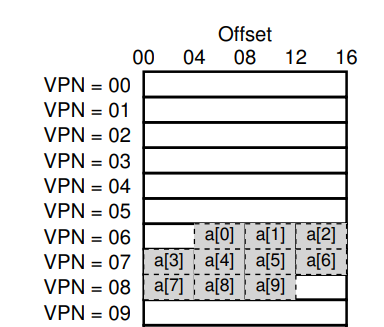 Offset
00 04 08 12 16
VPN = 00
VPN = 01
VPN = 02
VPN = 03
VPN = 04
VPN = 05
VPN = 06 a[0] a[1] a[2]
VPN = 07 a[3] a[4] a[5] a[6]
VPN = 08 a[7] a[8] a[9]
VPN = 09